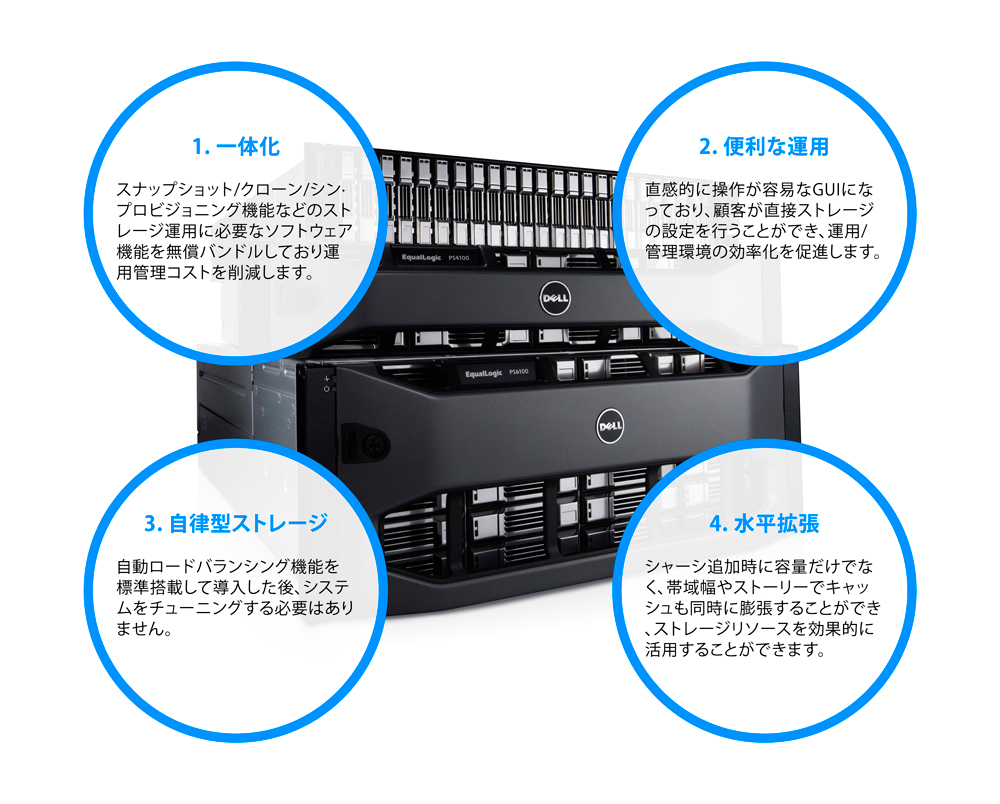 1. 一体化
スナップショット/クローン/シン・
プロビジョニング機能などのスト
レージ運用に必要なソフトウェア
機能を無償バンドルしており運
用管理コストを削減します。
2. 便利な運用
直感的に操作が容易なGUIにな
っており、顧客が直接ストレージ
の設定を行うことができ、運用/
管理環境の効率化を促進します。
EqualLogic PS4100
DELL
EqualLogic PS6100
DELL
3. 自律型ストレージ
自動ロードバランシング機能を
標準搭載して導入した後、システ
ムをチューニングする必要はあり
ません。
4. 水平拡張
シャーシ追加時に容量だけでな
く、帯域幅やストーリーでキャッ
シュも同時に膨張することができ
、ストレージリソースを効果的に
活用することができます。